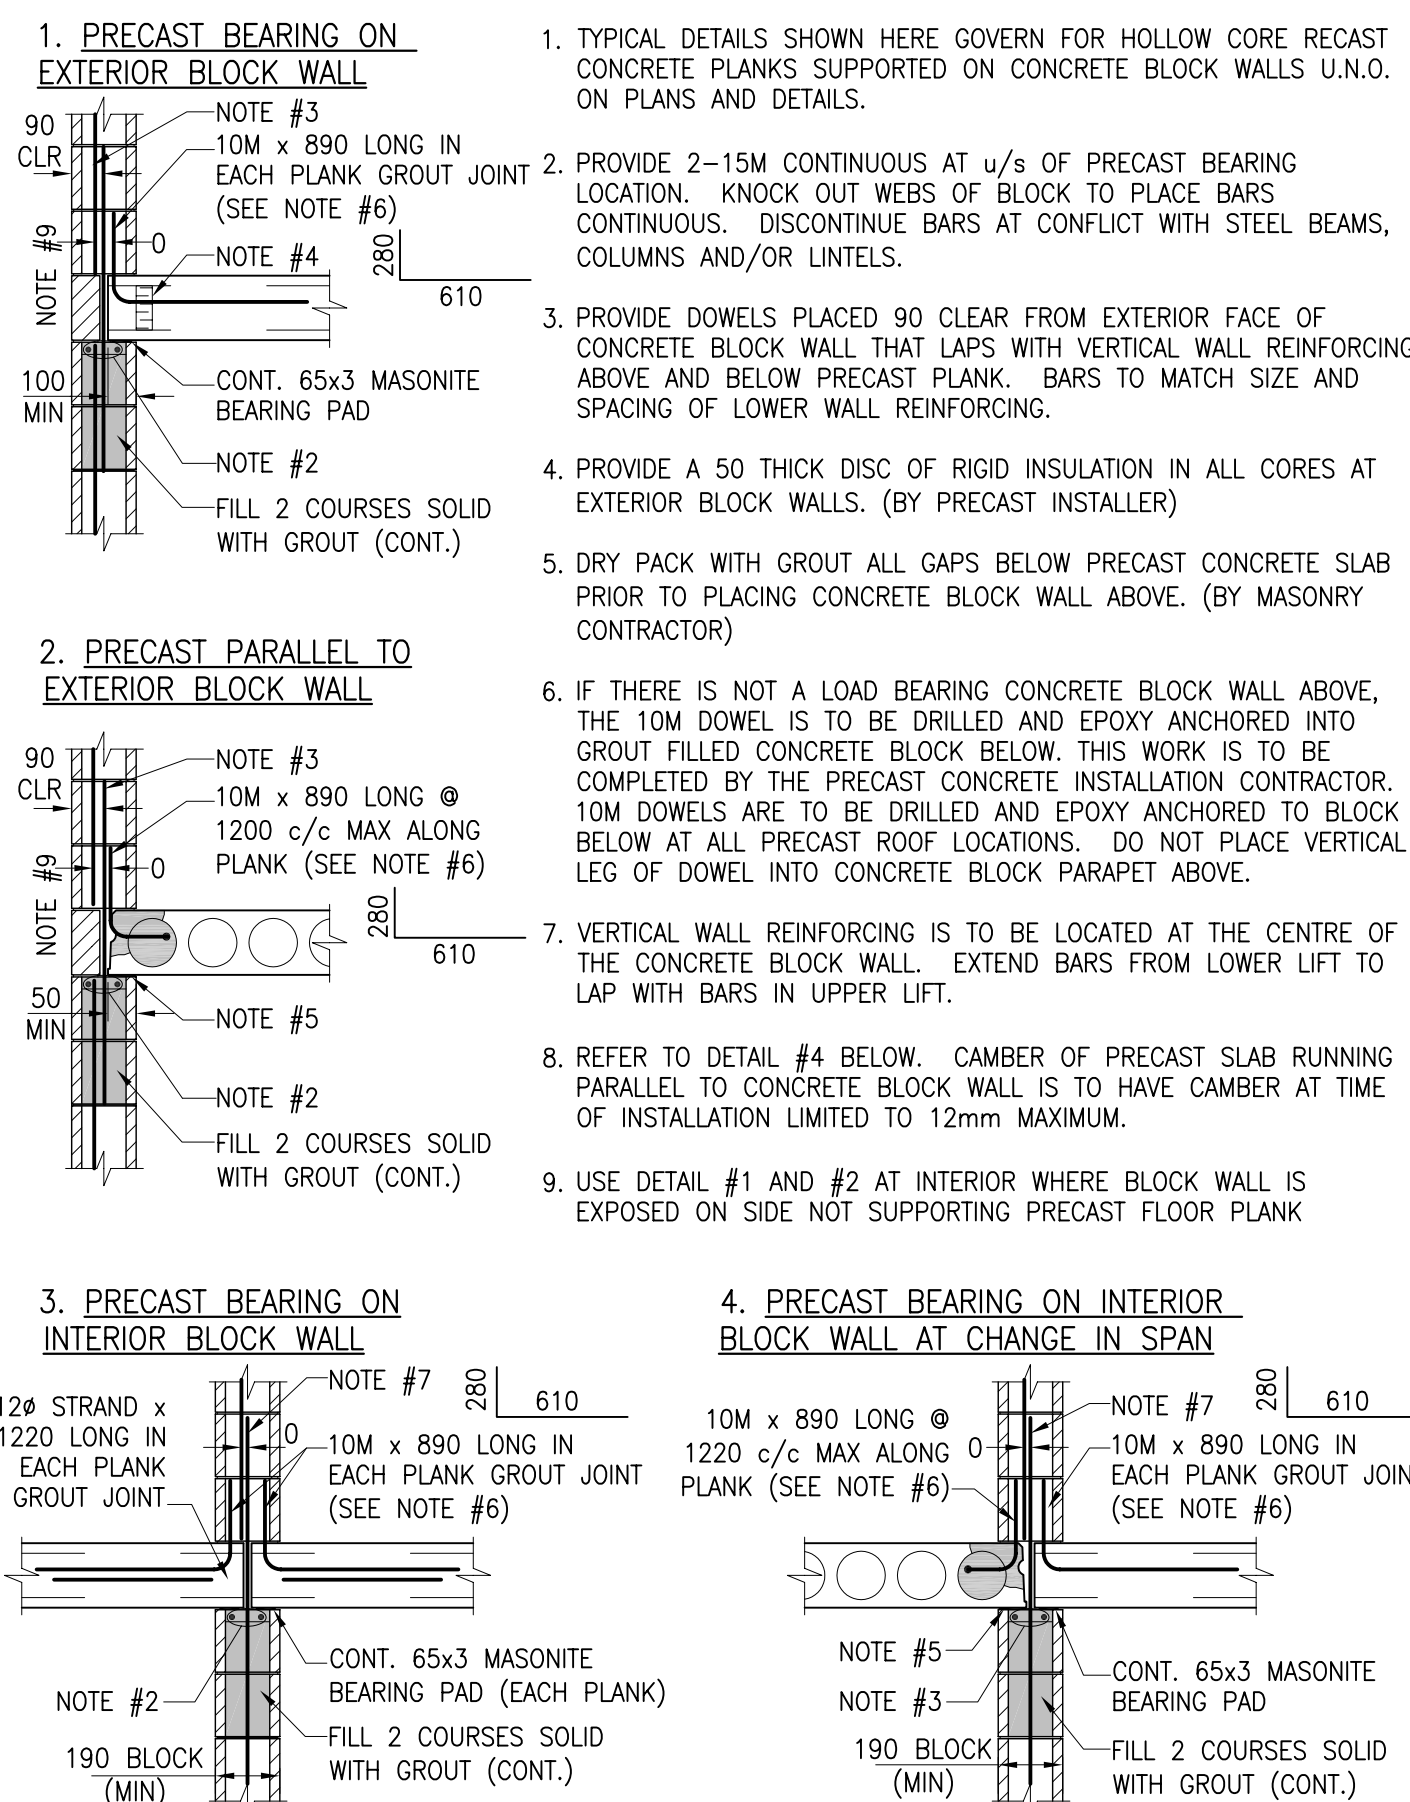 1. PRECAST BEARING ON
EXTERIOR BLOCK WALL
90
CLR
NOTE #3
10M x 890 LONG IN
EACH PLANK GROUT JOINT
(SEE NOTE #6)
NOTE #9
0
NOTE #4
280
610
100
MIN
CONT. 65x3 MASONITE
BEARING PAD
NOTE #2
FILL 2 COURSES SOLID
WITH GROUT (CONT.)
2. PRECAST PARALLEL TO
EXTERIOR BLOCK WALL
90
CLR
NOTE #3
10M x 890 LONG @
1200 c/c MAX ALONG
PLANK (SEE NOTE #6)
NOTE #9
0
280
610
50
MIN
NOTE #5
NOTE #2
FILL 2 COURSES SOLID
WITH GROUT (CONT.)
1. TYPICAL DETAILS SHOWN HERE GOVERN FOR HOLLOW CORE RECAST
CONCRETE PLANKS SUPPORTED ON CONCRETE BLOCK WALLS U.N.O.
ON PLANS AND DETAILS.
2. PROVIDE 2-15M CONTINUOUS AT u/s OF PRECAST BEARING
LOCATION. KNOCK OUT WEBS OF BLOCK TO PLACE BARS
CONTINUOUS. DISCONTINUE BARS AT CONFLICT WITH STEEL BEAMS,
COLUMNS AND/OR LINTELS.
3. PROVIDE DOWELS PLACED 90 CLEAR FROM EXTERIOR FACE OF
CONCRETE BLOCK WALL THAT LAPS WITH VERTICAL WALL REINFORCING
ABOVE AND BELOW PRECAST PLANK. BARS TO MATCH SIZE AND
SPACING OF LOWER WALL REINFORCING.
4. PROVIDE A 50 THICK DISC OF RIGID INSULATION IN ALL CORES AT
EXTERIOR BLOCK WALLS. (BY PRECAST INSTALLER)
5. DRY PACK WITH GROUT ALL GAPS BELOW PRECAST CONCRETE SLAB
PRIOR TO PLACING CONCRETE BLOCK WALL ABOVE. (BY MASONRY
CONTRACTOR)
6. IF THERE IS NOT A LOAD BEARING CONCRETE BLOCK WALL ABOVE,
THE 10M DOWEL IS TO BE DRILLED AND EPOXY ANCHORED INTO
GROUT FILLED CONCRETE BLOCK BELOW. THIS WORK IS TO BE
COMPLETED BY THE PRECAST CONCRETE INSTALLATION CONTRACTOR.
10M DOWELS ARE TO BE DRILLED AND EPOXY ANCHORED TO BLOCK
BELOW AT ALL PRECAST ROOF LOCATIONS. DO NOT PLACE VERTICAL
LEG OF DOWEL INTO CONCRETE BLOCK PARAPET ABOVE.
7. VERTICAL WALL REINFORCING IS TO BE LOCATED AT THE CENTRE OF
THE CONCRETE BLOCK WALL. EXTEND BARS FROM LOWER LIFT TO
LAP WITH BARS IN UPPER LIFT.
8. REFER TO DETAIL #4 BELOW. CAMBER OF PRECAST SLAB RUNNING
PARALLEL TO CONCRETE BLOCK WALL IS TO HAVE CAMBER AT TIME
OF INSTALLATION LIMITED TO 12mm MAXIMUM.
9. USE DETAIL #1 AND #2 AT INTERIOR WHERE BLOCK WALL IS
EXPOSED ON SIDE NOT SUPPORTING PRECAST FLOOR PLANK
3. PRECAST BEARING ON
INTERIOR BLOCK WALL
12ø STRAND x
1220 LONG IN
EACH PLANK
GROUT JOINT
NOTE #7
280
610
0
10M x 890 LONG IN
EACH PLANK GROUT JOINT
(SEE NOTE #6)
NOTE #2
CONT. 65x3 MASONITE
BEARING PAD (EACH PLANK)
FILL 2 COURSES SOLID
WITH GROUT (CONT.)
190 BLOCK
(MIN)
4. PRECAST BEARING ON INTERIOR
BLOCK WALL AT CHANGE IN SPAN
10M x 890 LONG @
1220 c/c MAX ALONG
PLANK (SEE NOTE #6)
0
NOTE #7
280
610
10M x 890 LONG IN
EACH PLANK GROUT JOIN
(SEE NOTE #6)
NOTE #5
NOTE #3
CONT. 65x3 MASONITE
BEARING PAD
190 BLOCK
(MIN)
FILL 2 COURSES SOLID
WITH GROUT (CONT.)